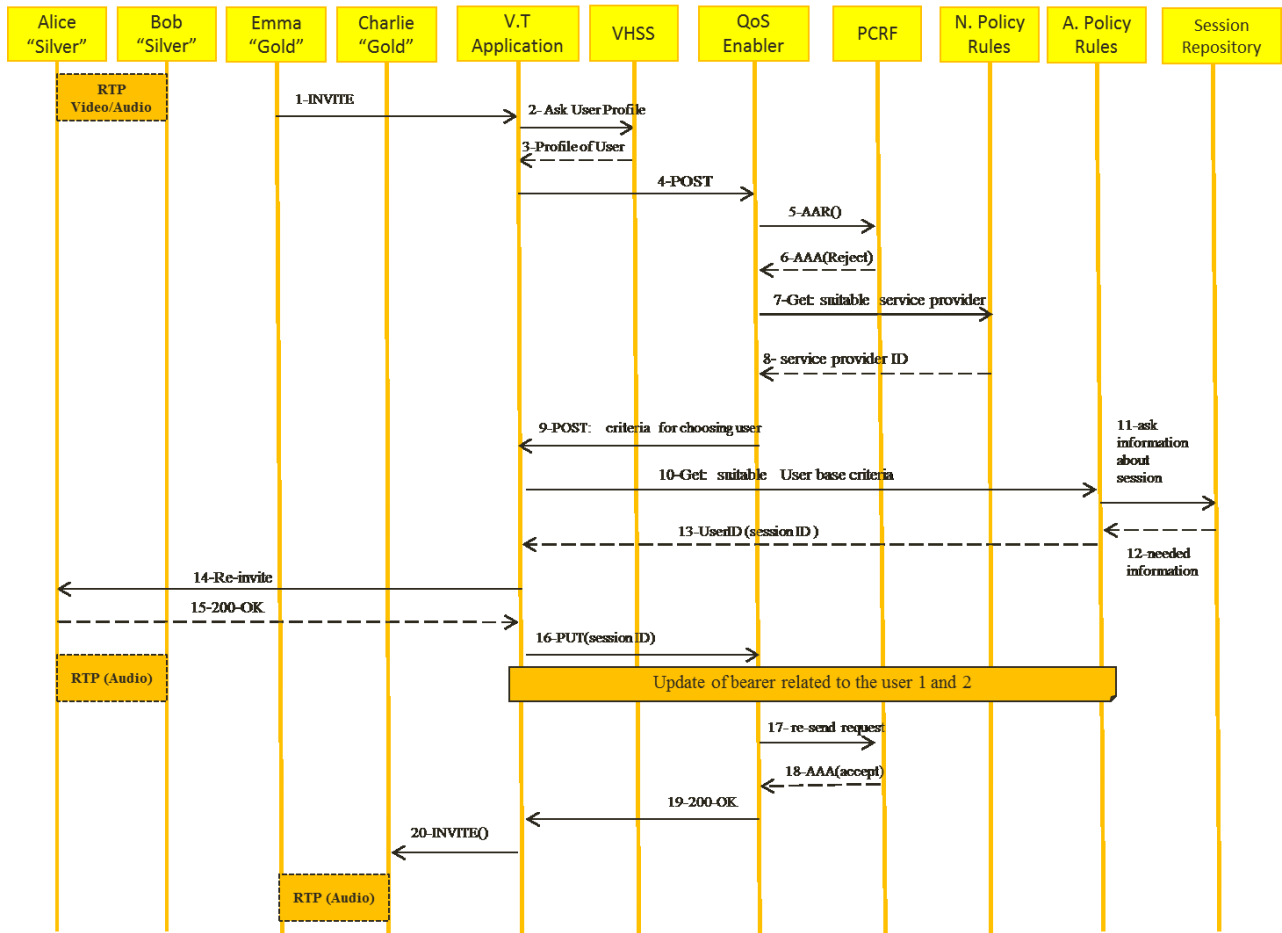 Alice
“Silver”
Bob
“Silver”
Emma
“Gold”
Charlie
“Gold”
V.T
Application
VHSS
QoS
Enabler
PCRF
N. Policy
Rules
A. Policy
Rules
Session
Repository
RTP
Video/Audio
1-INVITE
2- Ask User Profile
3-Profile of User
4-POST
5-AAR()
6-AAA(Reject)
7-Get: suitable service provider
8- service provider ID
9-POST: criteria for choosing user
10-Get: suitable User base criteria
11-ask
information
about
session
12-needed
information
13-UserID (session ID )
14-Re-invite
15-200-OK
16-PUT(session ID)
RTP (Audio)
Update of bearer related to the user 1 and 2
17- re-send request
18-AAA(accept)
19-200-OK
20-INVITE()
RTP (Audio)